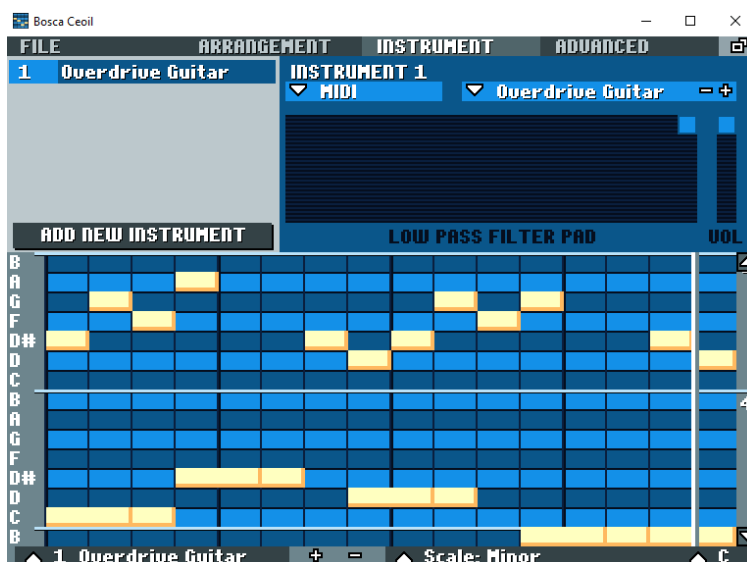 Bosca Ceoil
FILE ARRANGEMENT INSTRUMENT ADVANCED
1 Overdrive Guitar
INSTRUMENT 1
MIDI Overdrive Guitar - +
ADD NEW INSTRUMENT
LOW PASS FILTER PAD VOL
B
A
G
F
D#
D
C
B
A
G
F
D#
D
C
B
4
1 Overdrive Guitar + - Scale: Minor C